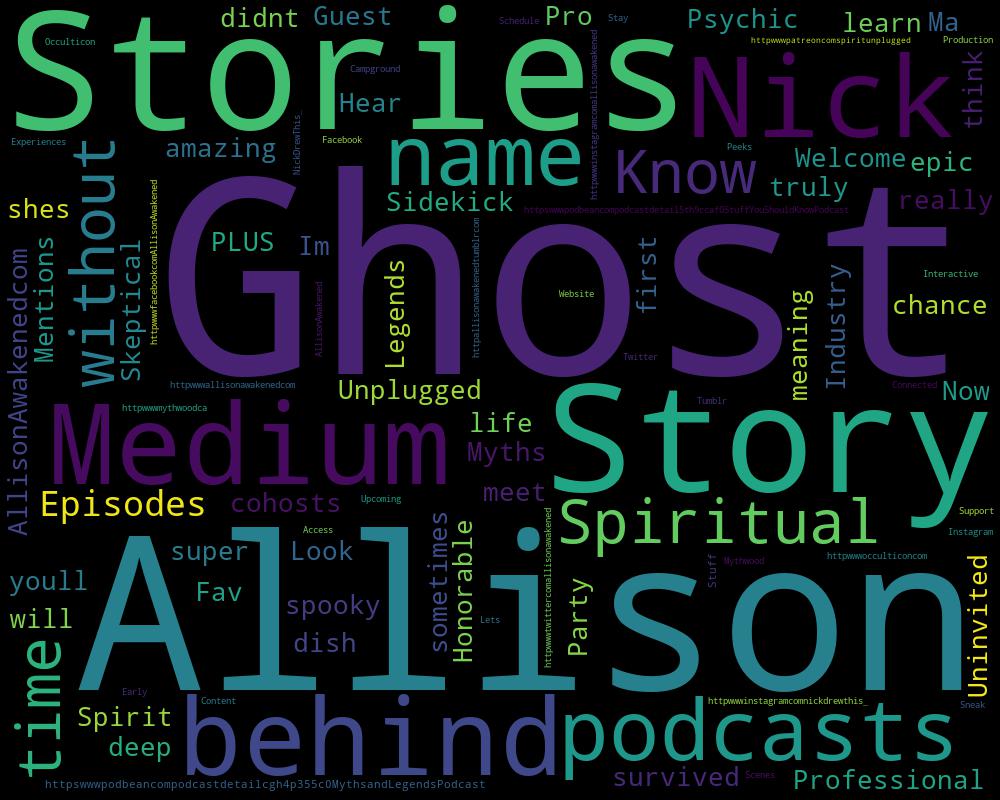 Stories
didnt
Guest
Schedule
Pro
Stay
Psychic
learn
Ma
Occulticon
httpwwwpatreoncomspiritunplugged
Production
Campground
Hear
Nick
think
Experiences
amazing
NickDrewThis_
Facebook
name
httpwwwinstagramcomallisonawakened
Know
Peeks
Welcome
epic
truly
without
shes
Sidekick
httpswwwpodbeancompodcastdetail5th9ccaf03StuffYouShouldKnowPodcast
really
Ghost
PLUS
Im
AllisonAwakenedcom
Mentions
Skeptical
httpwwwfacebookcomAllisonAwakened
AllisonAwakened
Legends
httpallisonawakenedtumblrcom
Website
first
Twitter
meaning
Industry
Interactive
chance
httpwwwallisonawakenedcom
Unplugged
Connected
Now
Medium
httpwwwmythwoodca
life
Myths
meet
Story
Tumblr
Episodes
cohosts
Upcoming
Spiritual
Support
Instagram
Access
Allison
super
Look
sometimes
Honorable
httpwwwtwittercomallisonawakened
Stuff
Mythwood
httpwwwocculticoncom
Uninvited
youll
Fav
spooky
Party
will
dish
Lets
time
Early
Spirit
deep
Content
behind
podcasts
httpwwwinstagramcomnickdrewthis_
Sneak
survived
Scenes
Professional
httpswwwpodbeancompodcastdetailcgh4p355cOMythsandLegendsPodcast